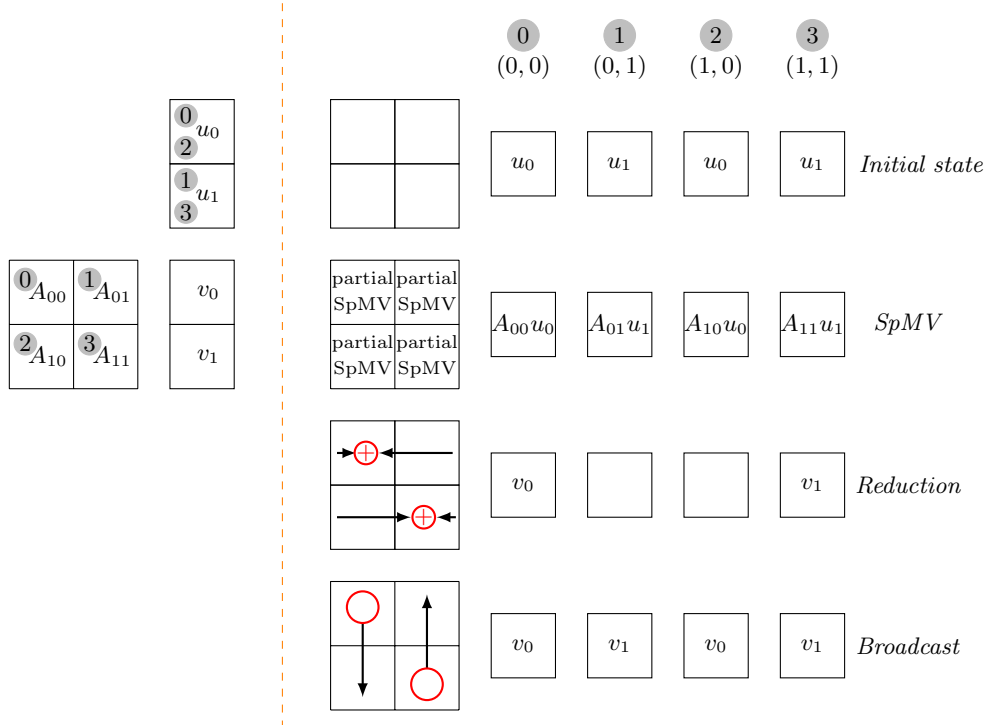 0 1 2 3
(0, 0) (0, 1) (1, 0) (1, 1)
0 u₀
2
1 u₁
3
u₀ u₁ u₀ u₁ Initial state
0 A₀₀ 1 A₀₁ v₀
2 A₁₀ 3 A₁₁ v₁
partial partial
SpMV SpMV
partial partial
SpMV SpMV
A₀₀u₀ A₀₁u₁ A₁₀u₀ A₁₁u₁ SpMV
+
+
v₀ v₁ Reduction
v₀ v₁ v₀ v₁ Broadcast